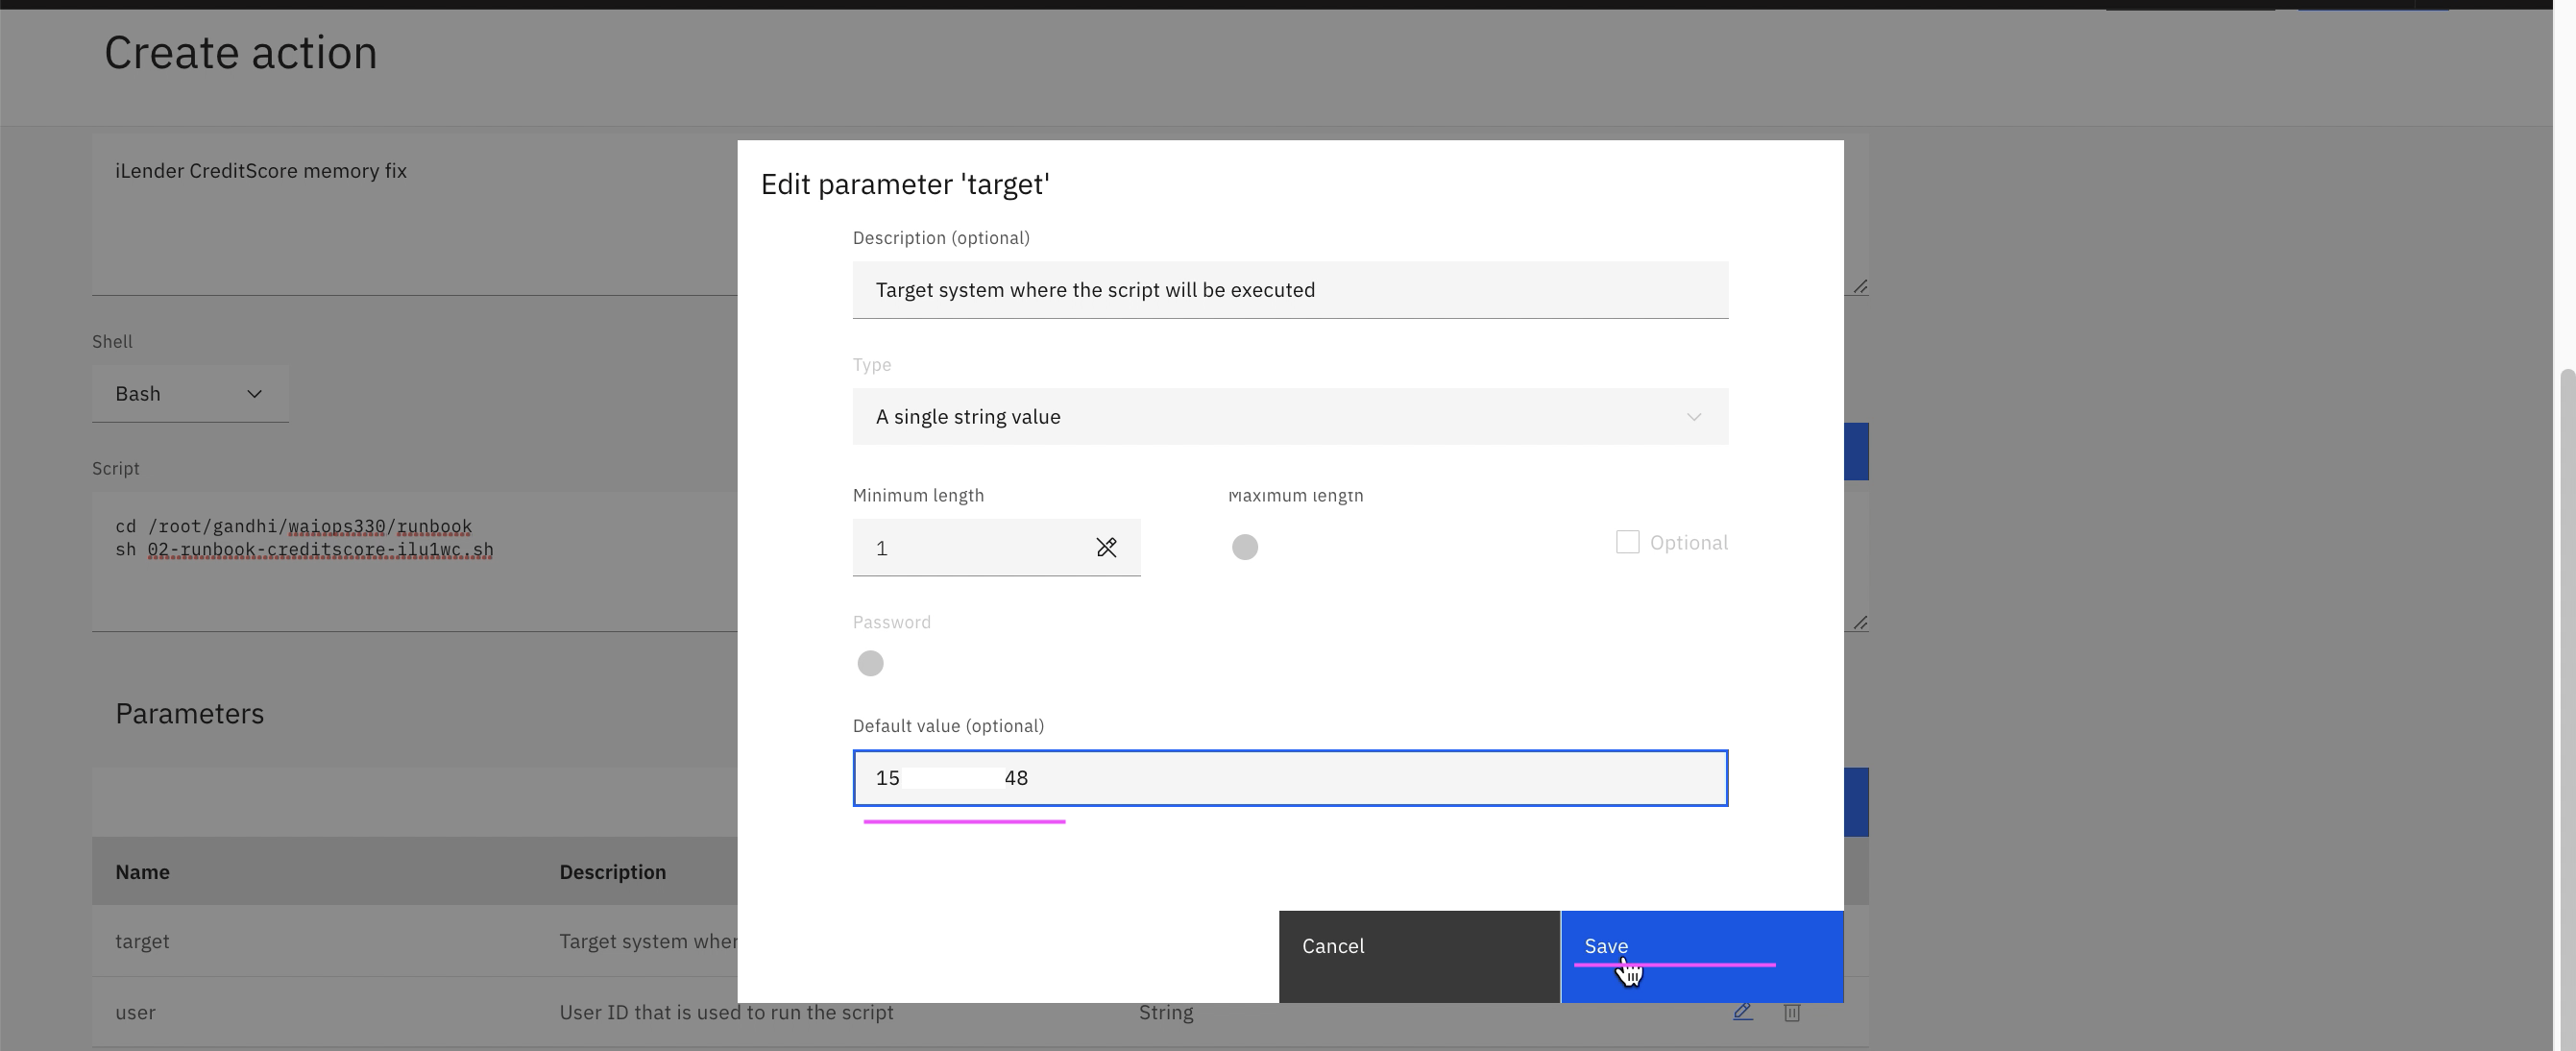 Create action
iLender CreditScore memory fix
Shell
Bash
Script
cd /root/gandhi/waiops330/runbook
sh 02-runbook-creditscore-ilu1wc.sh
Parameters
Name Description
target Target system wher
user User ID that is used to run the script String
Edit parameter 'target'
Description (optional)
Target system where the script will be executed
Type
A single string value
Minimum length Maximum length
1 Optional
Password
Default value (optional)
15 48
Cancel Save